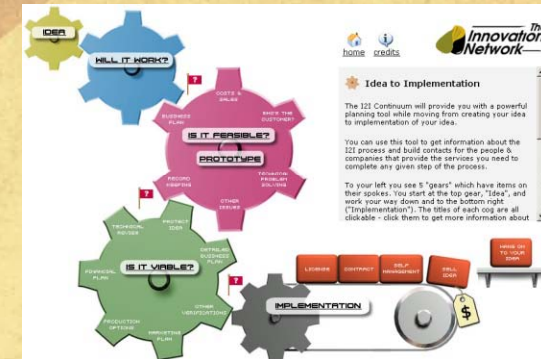 IDEA
WILL IT WORK?
?
COSTS &
SALES
BUSINESS
PLAN
WHO'S THE
CUSTOMER?
IS IT FEASIBLE?
PROTOTYPE
RECORD
KEEPING
TECHNICAL
PROBLEM
SOLVING
OTHER
ISSUES
?
TECHNICAL
REVIEW
PROTECT
IDEA
DETAILED
BUSINESS
PLAN
FINANCIAL
PLAN
IS IT VIABLE?
?
OTHER
VERIFICATIONS
PRODUCTION
OPTIONS
MARKETING
PLAN
IMPLEMENTATION
LICENSE
CONTRACT
SELF
MANAGEMENT
SELL
IDEA
HANG ON
TO YOUR
IDEA
$
home
credits
The
Innovation
Network
Idea to Implementation
The I2I Continuum will provide you with a powerful
planning tool while moving from creating your idea
to implementation of your idea.
You can use this tool to get information about the
I2I process and build contacts for the people &
companies that provide the services you need to
complete any given step of the process.
To your left you see 5 "gears" which have items on
their spokes. You start at the top gear, "Idea", and
work your way down and to the bottom right
("Implementation"). The titles of each cog are all
clickable - click them to get more information about